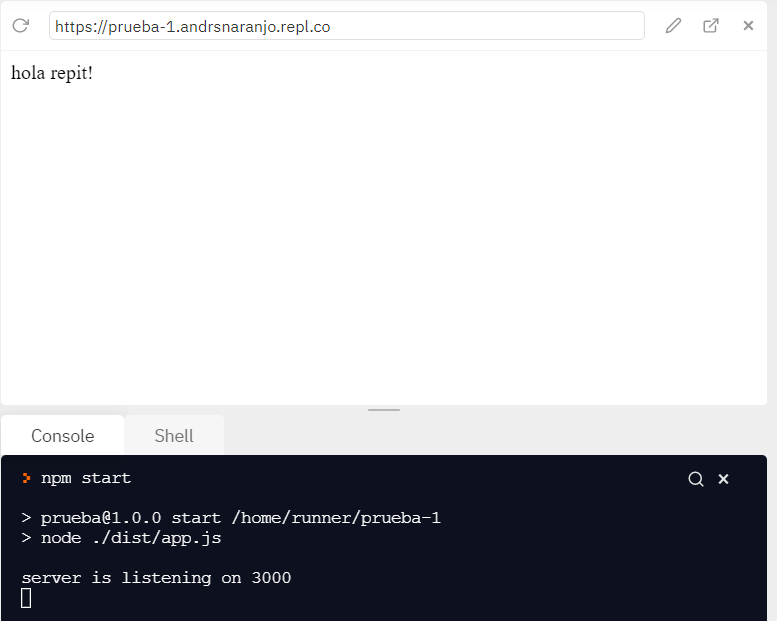 https://prueba-1.andrsnaranjo.repl.co
hola repit!
Console
Shell
npm start
> prueba@1.0.0 start /home/runner/prueba-1
> node ./dist/app.js
server is listening on 3000